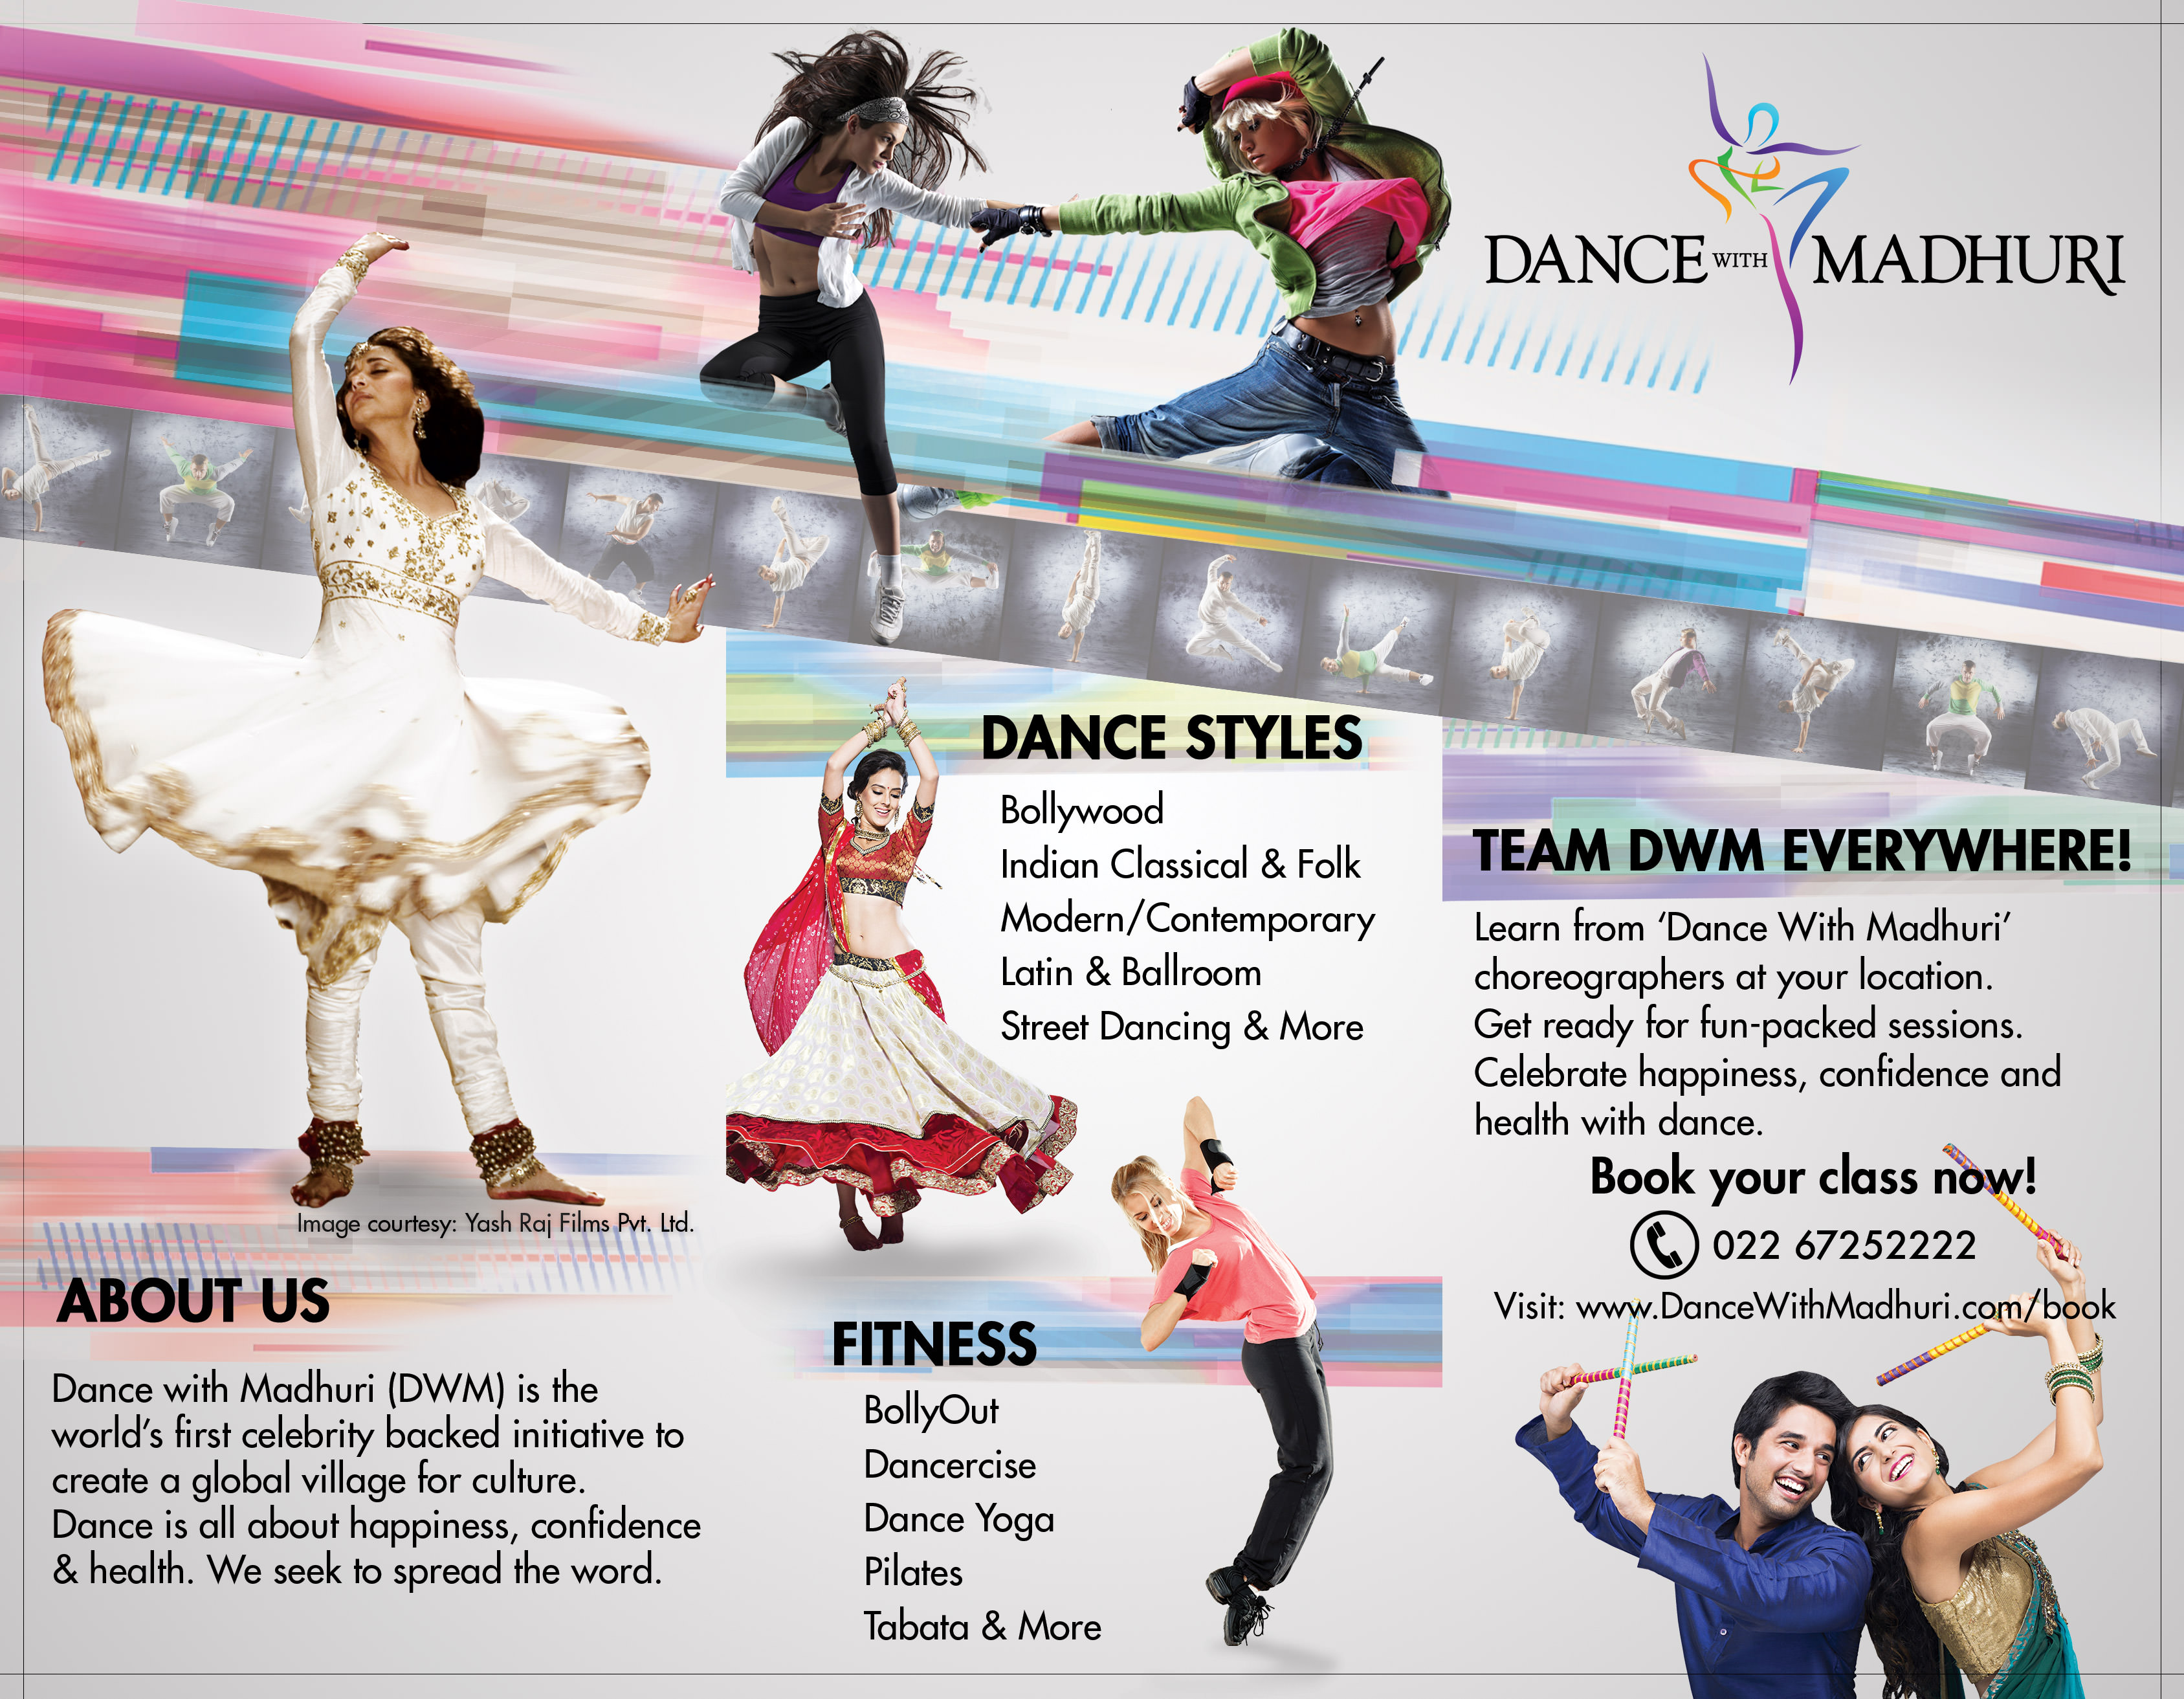 DANCE WITH MADHURI
Image courtesy: Yash Raj Films Pvt. Ltd.
ABOUT US
Dance with Madhuri (DWM) is the
world's first celebrity backed initiative to
create a global village for culture.
Dance is all about happiness, confidence
& health. We seek to spread the word.
DANCE STYLES
Bollywood
Indian Classical & Folk
Modern/Contemporary
Latin & Ballroom
Street Dancing & More
FITNESS
BollyOut
Dancercise
Dance Yoga
Pilates
Tabata & More
TEAM DWM EVERYWHERE!
Learn from ‘Dance With Madhuri’
choreographers at your location.
Get ready for fun-packed sessions.
Celebrate happiness, confidence and
health with dance.
Book your class now!
022 67252222
Visit: www.DanceWithMadhuri.com/book